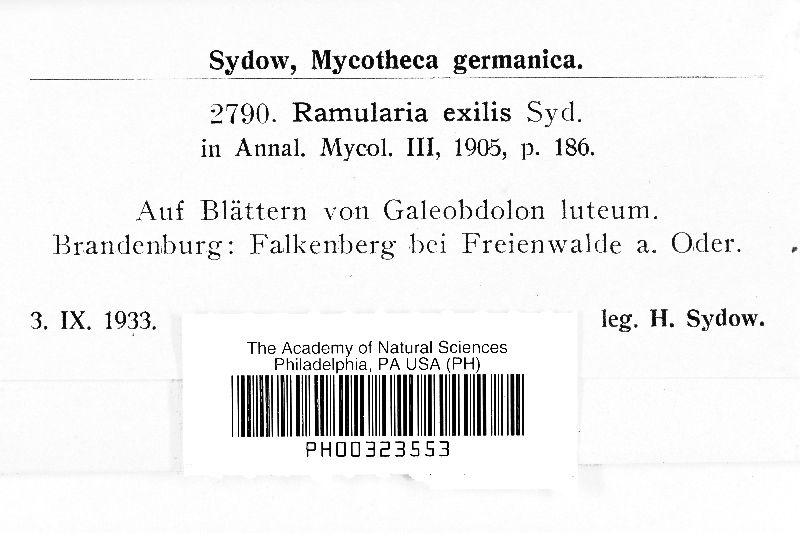 Sydow, Mycotheca germanica.
2790. Ramularia exilis Syd.
in Annal. Mycol. III, 1905, p. 186.
Auf Blättern von Galeobdolon luteum.
Brandenburg: Falkenberg bei Freienwalde a. Oder.
3. IX. 1933. leg. H. Sydow.
The Academy of Natural Sciences
Philadelphia, PA USA (PH)
PH00323553